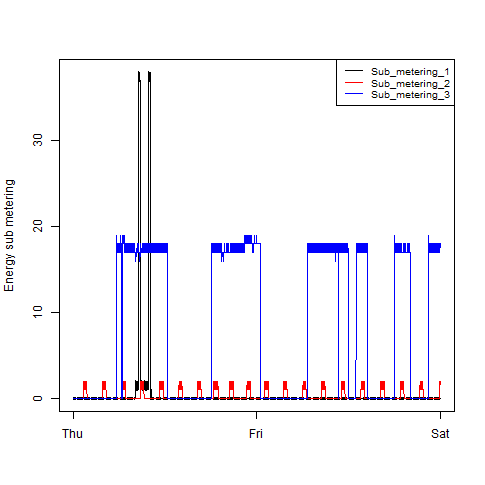 Sub_metering_1
Sub_metering_2
Sub_metering_3
Energy sub metering
30
20
10
0
Thu
Fri
Sat